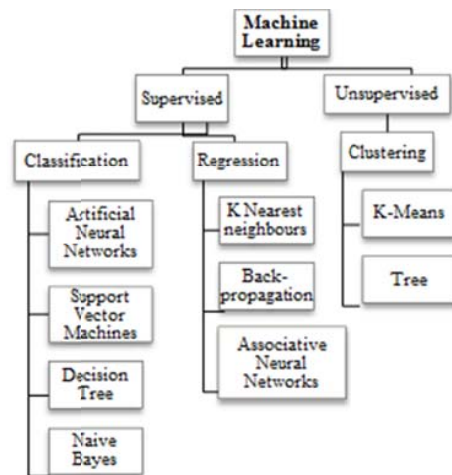 Machine
Learning
Supervised
Unsupervised
Classification
Regression
Clustering
Artificial
Neural
Networks
Support
Vector
Machines
Decision
Tree
Naive
Bayes
K Nearest
neighbours
Back-
propagation
Associative
Neural
Networks
K-Means
Tree